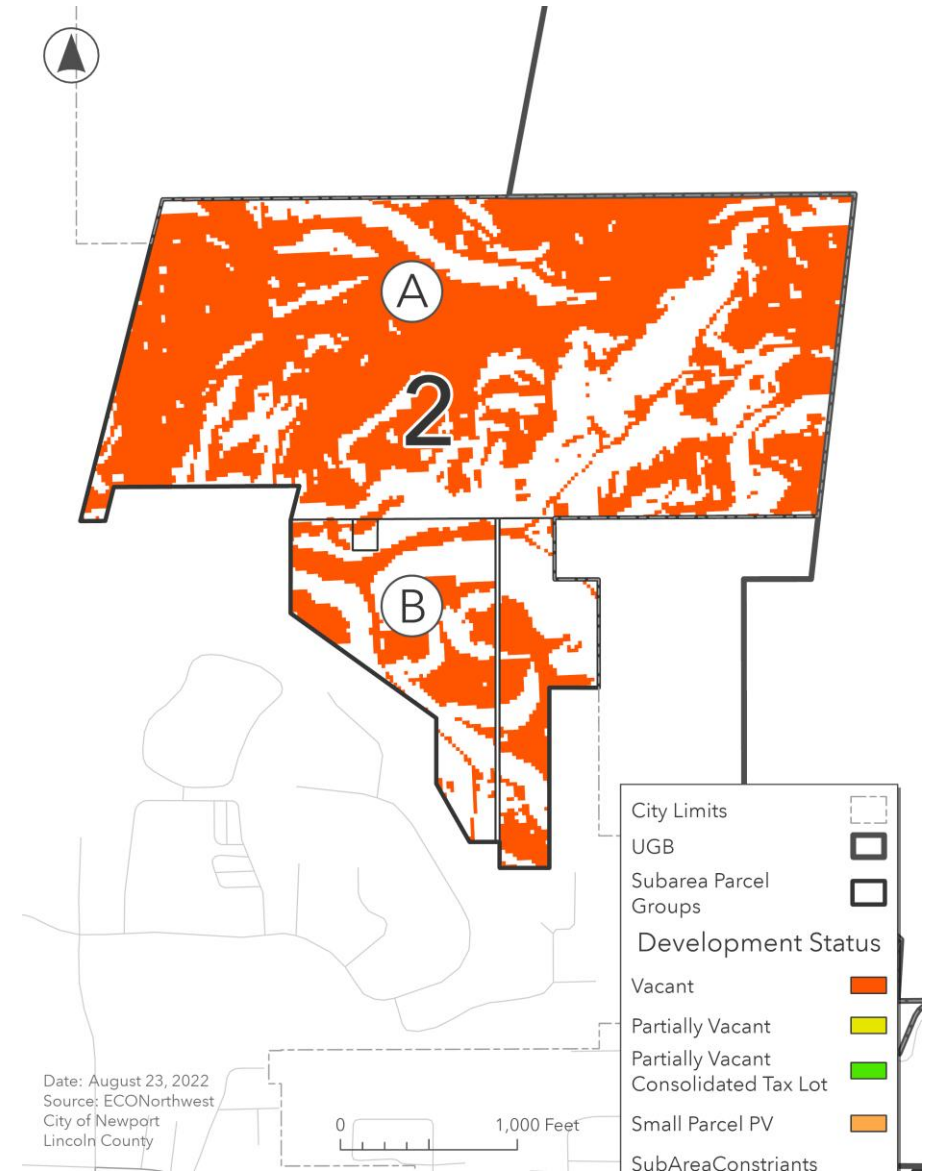 A
2
B
City Limits
UGB
Subarea Parcel
Groups
Development Status
Vacant
Partially Vacant
Partially Vacant
Consolidated Tax Lot
Small Parcel PV
SubAreaConstriants
Date: August 23, 2022
Source: ECONorthwest
City of Newport
Lincoln County
0 1,000 Feet